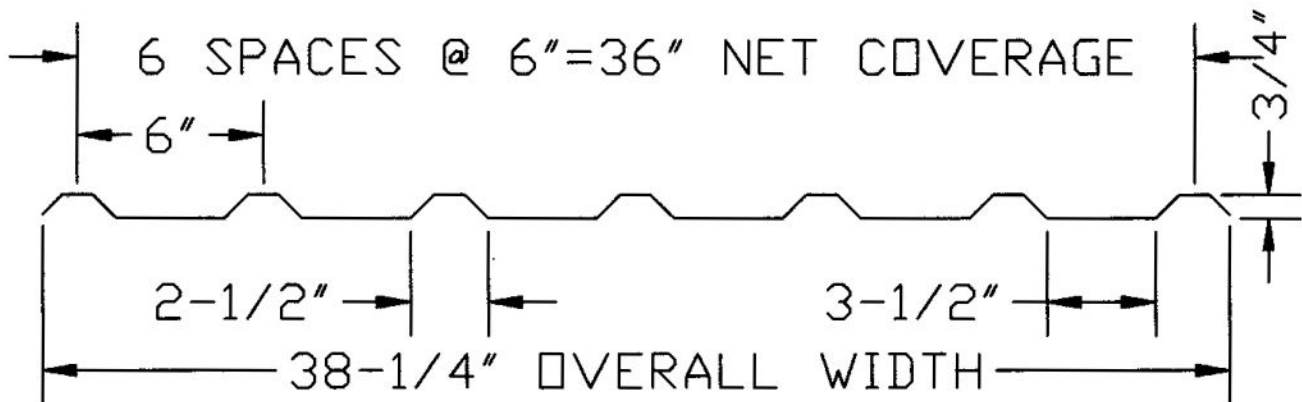 6 SPACES @ 6"=36" NET COVERAGE
3/4"
6"
2-1/2"
3-1/2"
38-1/4" OVERALL WIDTH